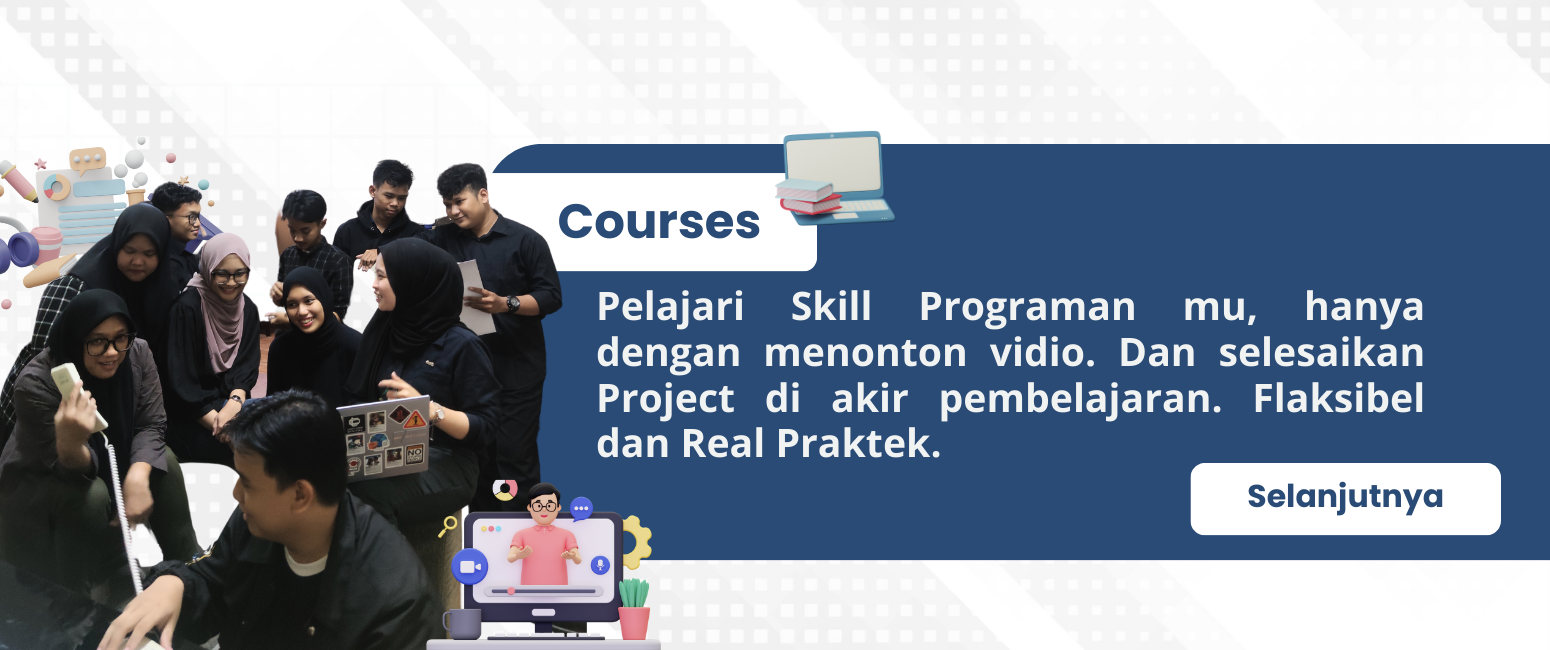 Courses
Pelajari Skill Programan mu, hanya
dengan menonton vidio. Dan selesaikan
Project di akir pembelajaran. Flaksibel
dan Real Praktek.
Selanjutnya